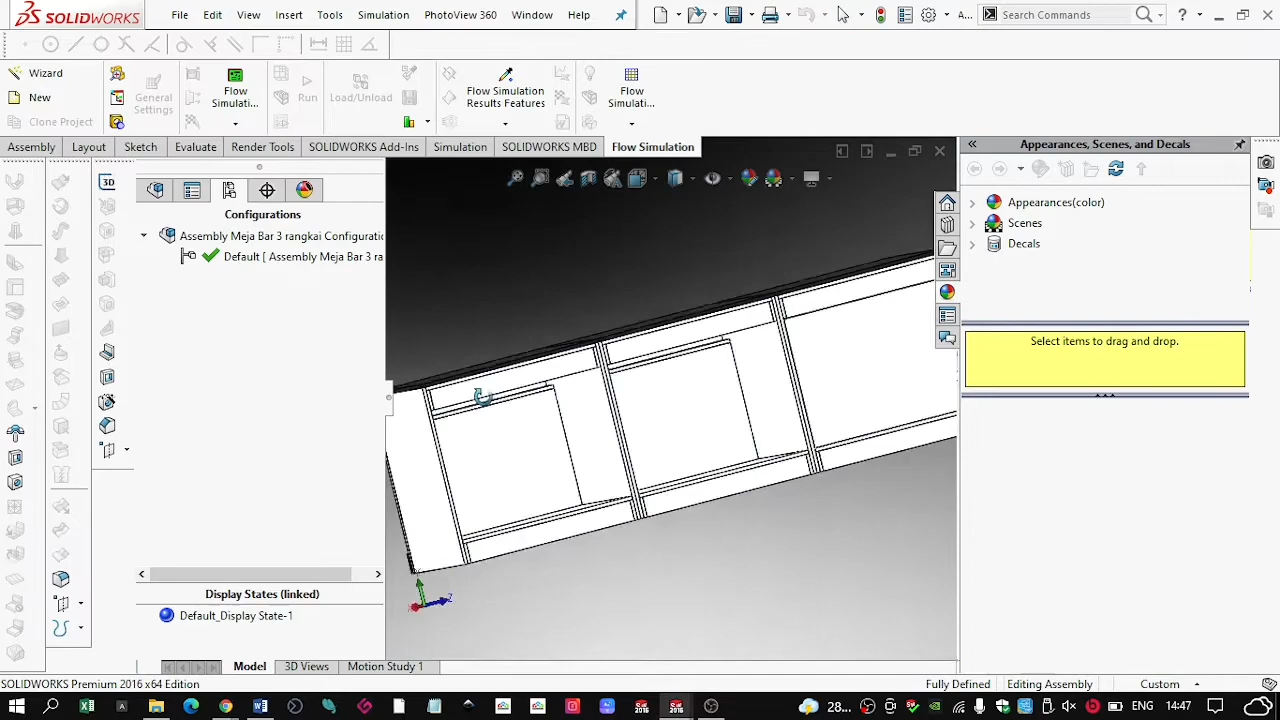 SOLIDWORKS
File Edit View Insert Tools Simulation PhotoView 360 Window Help
A...
Search Commands
Wizard
New
Clone Project
General Settings
Flow Simulati...
Run
Load/Unload
Flow Simulation Results Features
Flow Simulati...
Assembly Layout Sketch Evaluate Render Tools SOLIDWORKS Add-Ins Simulation SOLIDWORKS MBD Flow Simulation
3D
Configurations
Assembly Meja Bar 3 rangkai Configuratio
Default [ Assembly Meja Bar 3 ra
Display States (linked)
Default_Display State-1
Z
Appearances, Scenes, and Decals
Appearances(color)
Scenes
Decals
Select items to drag and drop.
Model 3D Views Motion Study 1
SOLIDWORKS Premium 2016 x64 Edition
Fully Defined Editing Assembly Custom
28...
14:47